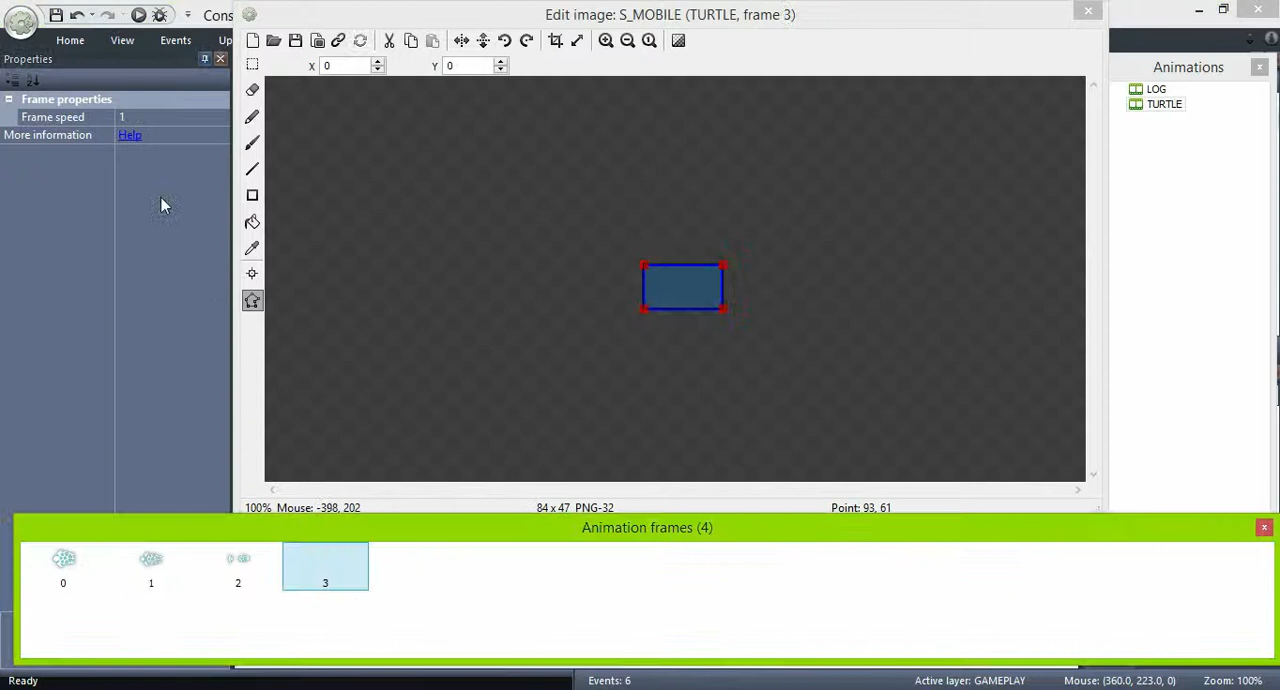 Cons
Edit image: S_MOBILE (TURTLE, frame 3)
Home View Events Up
Properties
X 0 Y 0
Animations
Frame properties
LOG
Frame speed 1
TURTLE
More information Help
100% Mouse: -398, 202 84 x 47 PNG-32 Point: 93, 61
Animation frames (4)
0 1 2 3
Ready Events: 6 Active layer: GAMEPLAY Mouse: (360.0, 223.0, 0) Zoom: 100%